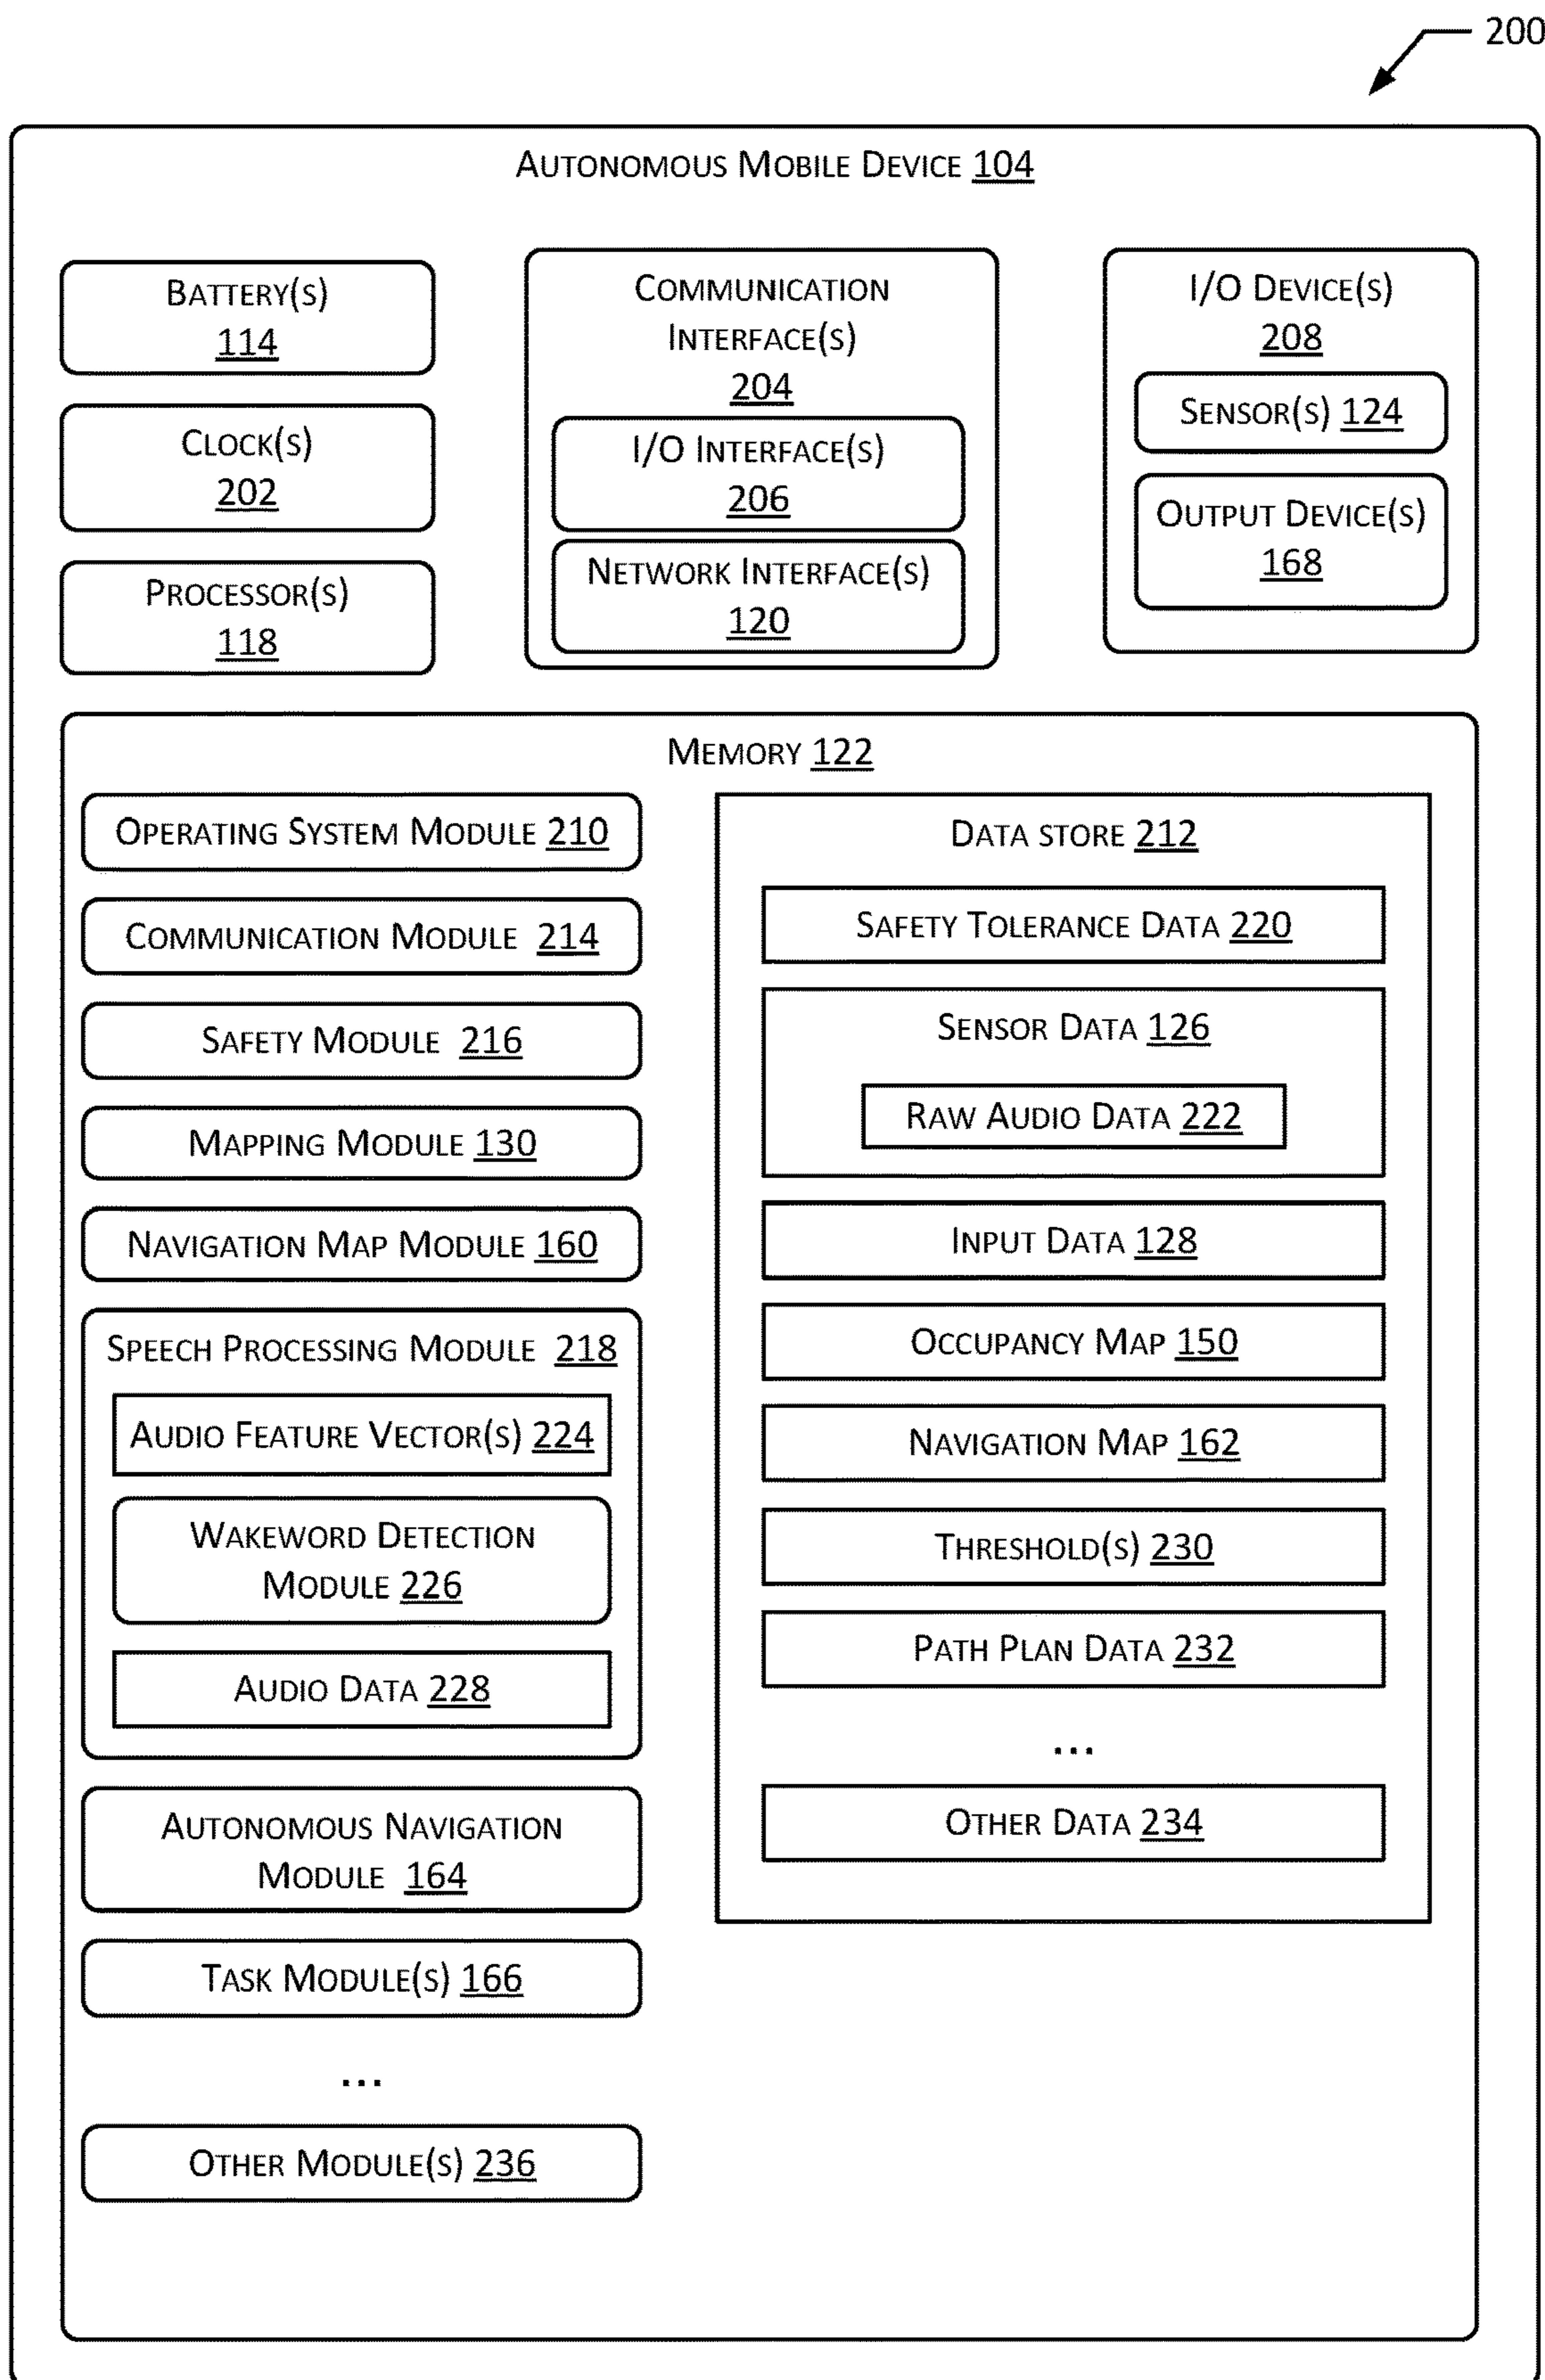 200
AUTONOMOUS MOBILE DEVICE 104
BATTERY(S)
114
CLOCK(S)
202
PROCESSOR(S)
118
COMMUNICATION
INTERFACE(S)
204
I/O INTERFACE(S)
206
NETWORK INTERFACE(S)
120
I/O DEVICE(S)
208
SENSOR(S) 124
OUTPUT DEVICE(S)
168
MEMORY 122
OPERATING SYSTEM MODULE 210
COMMUNICATION MODULE 214
SAFETY MODULE 216
MAPPING MODULE 130
NAVIGATION MAP MODULE 160
SPEECH PROCESSING MODULE 218
AUDIO FEATURE VECTOR(S) 224
WAKEWORD DETECTION
MODULE 226
AUDIO DATA 228
AUTONOMOUS NAVIGATION
MODULE 164
TASK MODULE(S) 166
...
OTHER MODULE(S) 236
DATA STORE 212
SAFETY TOLERANCE DATA 220
SENSOR DATA 126
RAW AUDIO DATA 222
INPUT DATA 128
OCCUPANCY MAP 150
NAVIGATION MAP 162
THRESHOLD(S) 230
PATH PLAN DATA 232
...
OTHER DATA 234